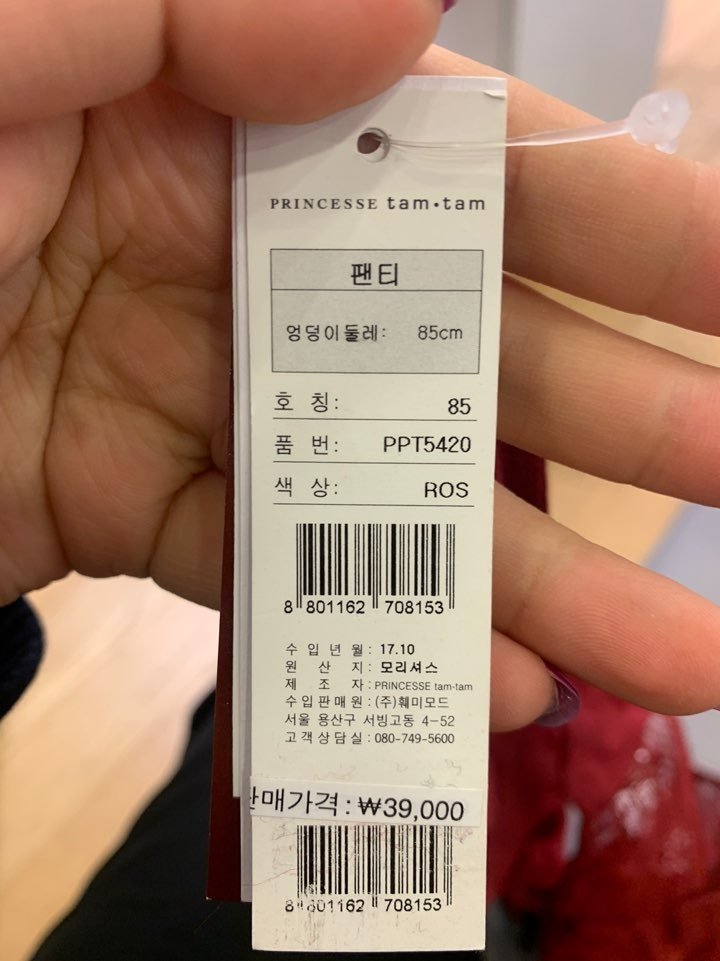 PRINCESSE tam•tam
팬티
엉덩이둘레: 85cm
호 칭: 85
품 번: PPT5420
색 상: ROS
8 801162 708153
수 입 년 월: 17.10
원 산 지: 모리셔스
제 조 자: PRINCESSE tam-tam
수입판매원: (주)훼미모드
서울 용산구 서빙고동 4-52
고객상담실: 080-749-5600
판매가격: ₩39,000
8 801162 708153